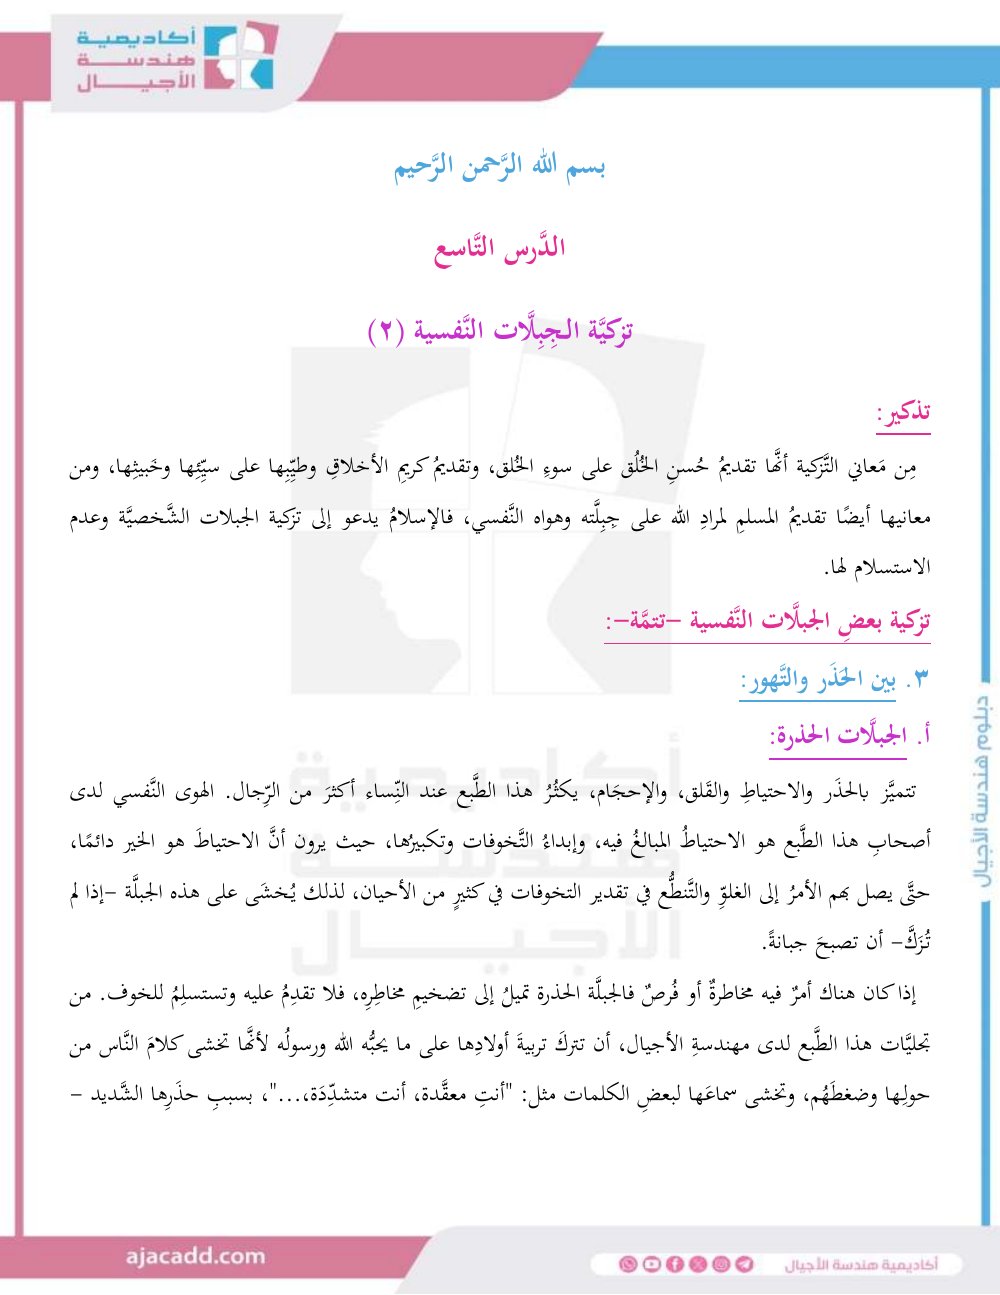 أكاديمية
هندسة
الأجيال
بسم الله الرَّحمن الرَّحيم
الدَّرس التَّاسع
تزكيَّة الجِبِلَّات النَّفسية (٢)
تذكير:
مِن مَعاني التَّزكية أنَّها تقديمُ حُسنِ الخُلُق على سوءِ الخُلق، وتقديمُ كريمِ الأخلاقِ وطيِّبِها على سيِّئِها وخَبيثِها، ومن
معانيها أيضًا تقديمُ المسلمِ لمرادِ الله على جِبِلَّته وهواه النَّفسي، فالإسلامُ يدعو إلى تزكية الجبلات الشَّخصيَّة وعدم
الاستسلام لها.
تزكية بعضِ الجبلَّات النَّفسية –تتمَّة–:
٣. بين الحَذَر والتَّهور:
أ. الجبلَّات الحذرة:
تتميَّز بالحذَر والاحتياطِ والقَلق، والإحجَام، يكثُرُ هذا الطَّبع عند النِّساء أكثرَ من الرِّجال. الهوى النَّفسي لدى
أصحابِ هذا الطَّبع هو الاحتياطُ المبالغُ فيه، وإبداءُ التَّخوفات وتكبيرُها، حيث يرون أنَّ الاحتياطَ هو الخير دائمًا،
حتَّى يصل بهم الأمرُ إلى الغلوِّ والتَّنطُّع في تقدير التخوفات في كثيرٍ من الأحيان، لذلك يُخشَى على هذه الجبلَّة –إذا لم
تُزَكَّ– أن تصبحَ جبانةً.
إذا كان هناك أمرٌ فيه مخاطرةٌ أو فُرصٌ فالجبلَّة الحذرة تميلُ إلى تضخيمِ مخاطرِه، فلا تقدِمُ عليه وتستسلِمُ للخوف. من
تجليَّات هذا الطَّبع لدى مهندسةِ الأجيال، أن تتركَ تربيةَ أولادِها على ما يحبُّه الله ورسولُه لأنَّها تخشى كلامَ النَّاس من
حولِها وضغطَهُم، وتخشى سماعَها لبعضِ الكلمات مثل: "أنتِ معقَّدة، أنت متشدِّدَة،..."، بسببِ حذَرِها الشَّديد –
دبلوم هندسة الأجيال
أكاديمية
هندسة
الأجيال
ajacadd.com
أكاديمية هندسة الأجيال